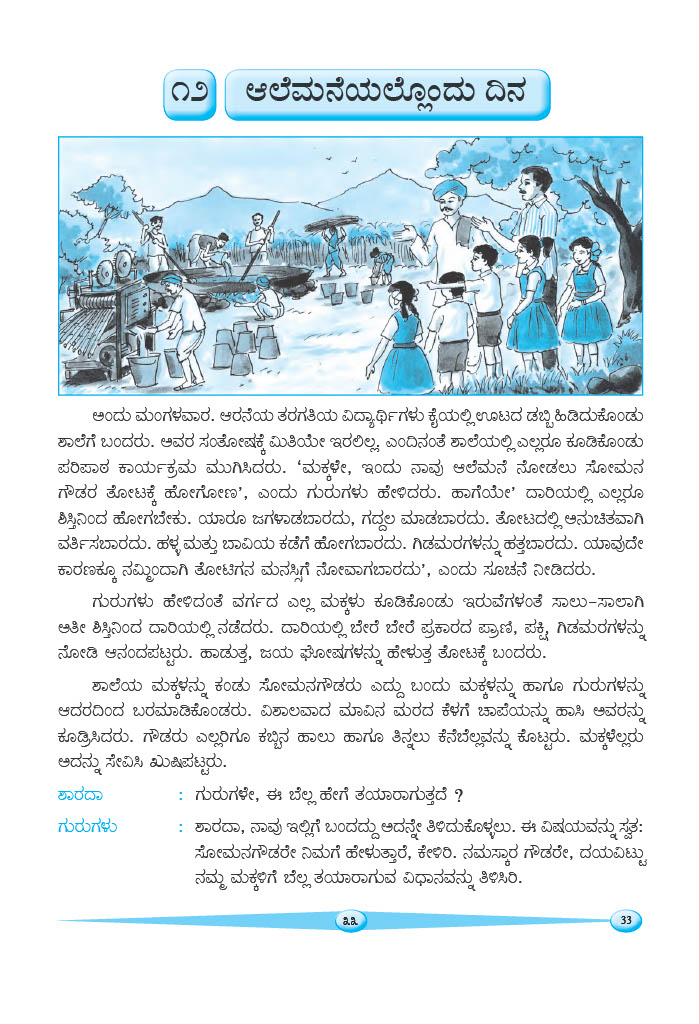 ೧೨ ಆಲೆಮನೆಯಲ್ಲೊಂದು ದಿನ
ಅಂದು ಮಂಗಳವಾರ. ಆರನೆಯ ತರಗತಿಯ ವಿದ್ಯಾರ್ಥಿಗಳು ಕೈಯಲ್ಲಿ ಊಟದ ಡಬ್ಬಿ ಹಿಡಿದುಕೊಂಡು
ಶಾಲೆಗೆ ಬಂದರು. ಅವರ ಸಂತೋಷಕ್ಕೆ ಮಿತಿಯೇ ಇರಲಿಲ್ಲ. ಎಂದಿನಂತೆ ಶಾಲೆಯಲ್ಲಿ ಎಲ್ಲರೂ ಕೂಡಿಕೊಂಡು
ಪರಿಪಾಠ ಕಾರ್ಯಕ್ರಮ ಮುಗಿಸಿದರು. ‘ಮಕ್ಕಳೇ, ಇಂದು ನಾವು ಆಲೆಮನೆ ನೋಡಲು ಸೋಮನ
ಗೌಡರ ತೋಟಕ್ಕೆ ಹೋಗೋಣ’, ಎಂದು ಗುರುಗಳು ಹೇಳಿದರು. ಹಾಗೆಯೇ’ ದಾರಿಯಲ್ಲಿ ಎಲ್ಲರೂ
ಶಿಸ್ತಿನಿಂದ ಹೋಗಬೇಕು. ಯಾರೂ ಜಗಳಾಡಬಾರದು, ಗದ್ದಲ ಮಾಡಬಾರದು. ತೋಟದಲ್ಲಿ ಅನುಚಿತವಾಗಿ
ವರ್ತಿಸಬಾರದು. ಹಳ್ಳ ಮತ್ತು ಬಾವಿಯ ಕಡೆಗೆ ಹೋಗಬಾರದು. ಗಿಡಮರಗಳನ್ನು ಹತ್ತಬಾರದು. ಯಾವುದೇ
ಕಾರಣಕ್ಕೂ ನಮ್ಮಿಂದಾಗಿ ತೋಟಿಗನ ಮನಸ್ಸಿಗೆ ನೋವಾಗಬಾರದು’, ಎಂದು ಸೂಚನೆ ನೀಡಿದರು.
ಗುರುಗಳು ಹೇಳಿದಂತೆ ವರ್ಗದ ಎಲ್ಲ ಮಕ್ಕಳು ಕೂಡಿಕೊಂಡು ಇರುವೆಗಳಂತೆ ಸಾಲು-ಸಾಲಾಗಿ
ಅತೀ ಶಿಸ್ತಿನಿಂದ ದಾರಿಯಲ್ಲಿ ನಡೆದರು. ದಾರಿಯಲ್ಲಿ ಬೇರೆ ಬೇರೆ ಪ್ರಕಾರದ ಪ್ರಾಣಿ, ಪಕ್ಷಿ, ಗಿಡಮರಗಳನ್ನು
ನೋಡಿ ಆನಂದಪಟ್ಟರು. ಹಾಡುತ್ತ, ಜಯ ಘೋಷಗಳನ್ನು ಹೇಳುತ್ತ ತೋಟಕ್ಕೆ ಬಂದರು.
ಶಾಲೆಯ ಮಕ್ಕಳನ್ನು ಕಂಡು ಸೋಮನಗೌಡರು ಎದ್ದು ಬಂದು ಮಕ್ಕಳನ್ನು ಹಾಗೂ ಗುರುಗಳನ್ನು
ಆದರದಿಂದ ಬರಮಾಡಿಕೊಂಡರು. ವಿಶಾಲವಾದ ಮಾವಿನ ಮರದ ಕೆಳಗೆ ಚಾಪೆಯನ್ನು ಹಾಸಿ ಅವರನ್ನು
ಕೂಡ್ರಿಸಿದರು. ಗೌಡರು ಎಲ್ಲರಿಗೂ ಕಬ್ಬಿನ ಹಾಲು ಹಾಗೂ ತಿನ್ನಲು ಕೆನೆಬೆಲ್ಲವನ್ನು ಕೊಟ್ಟರು. ಮಕ್ಕಳೆಲ್ಲರು
ಅದನ್ನು ಸೇವಿಸಿ ಖುಷಿಪಟ್ಟರು.
ಶಾರದಾ : ಗುರುಗಳೇ, ಈ ಬೆಲ್ಲ ಹೇಗೆ ತಯಾರಾಗುತ್ತದೆ ?
ಗುರುಗಳು : ಶಾರದಾ, ನಾವು ಇಲ್ಲಿಗೆ ಬಂದದ್ದು ಅದನ್ನೇ ತಿಳಿದುಕೊಳ್ಳಲು. ಈ ವಿಷಯವನ್ನು ಸ್ವತ:
ಸೋಮನಗೌಡರೇ ನಿಮಗೆ ಹೇಳುತ್ತಾರೆ, ಕೇಳಿರಿ. ನಮಸ್ಕಾರ ಗೌಡರೇ, ದಯವಿಟ್ಟು
ನಮ್ಮ ಮಕ್ಕಳಿಗೆ ಬೆಲ್ಲ ತಯಾರಾಗುವ ವಿಧಾನವನ್ನು ತಿಳಿಸಿರಿ.
೩೩ 33